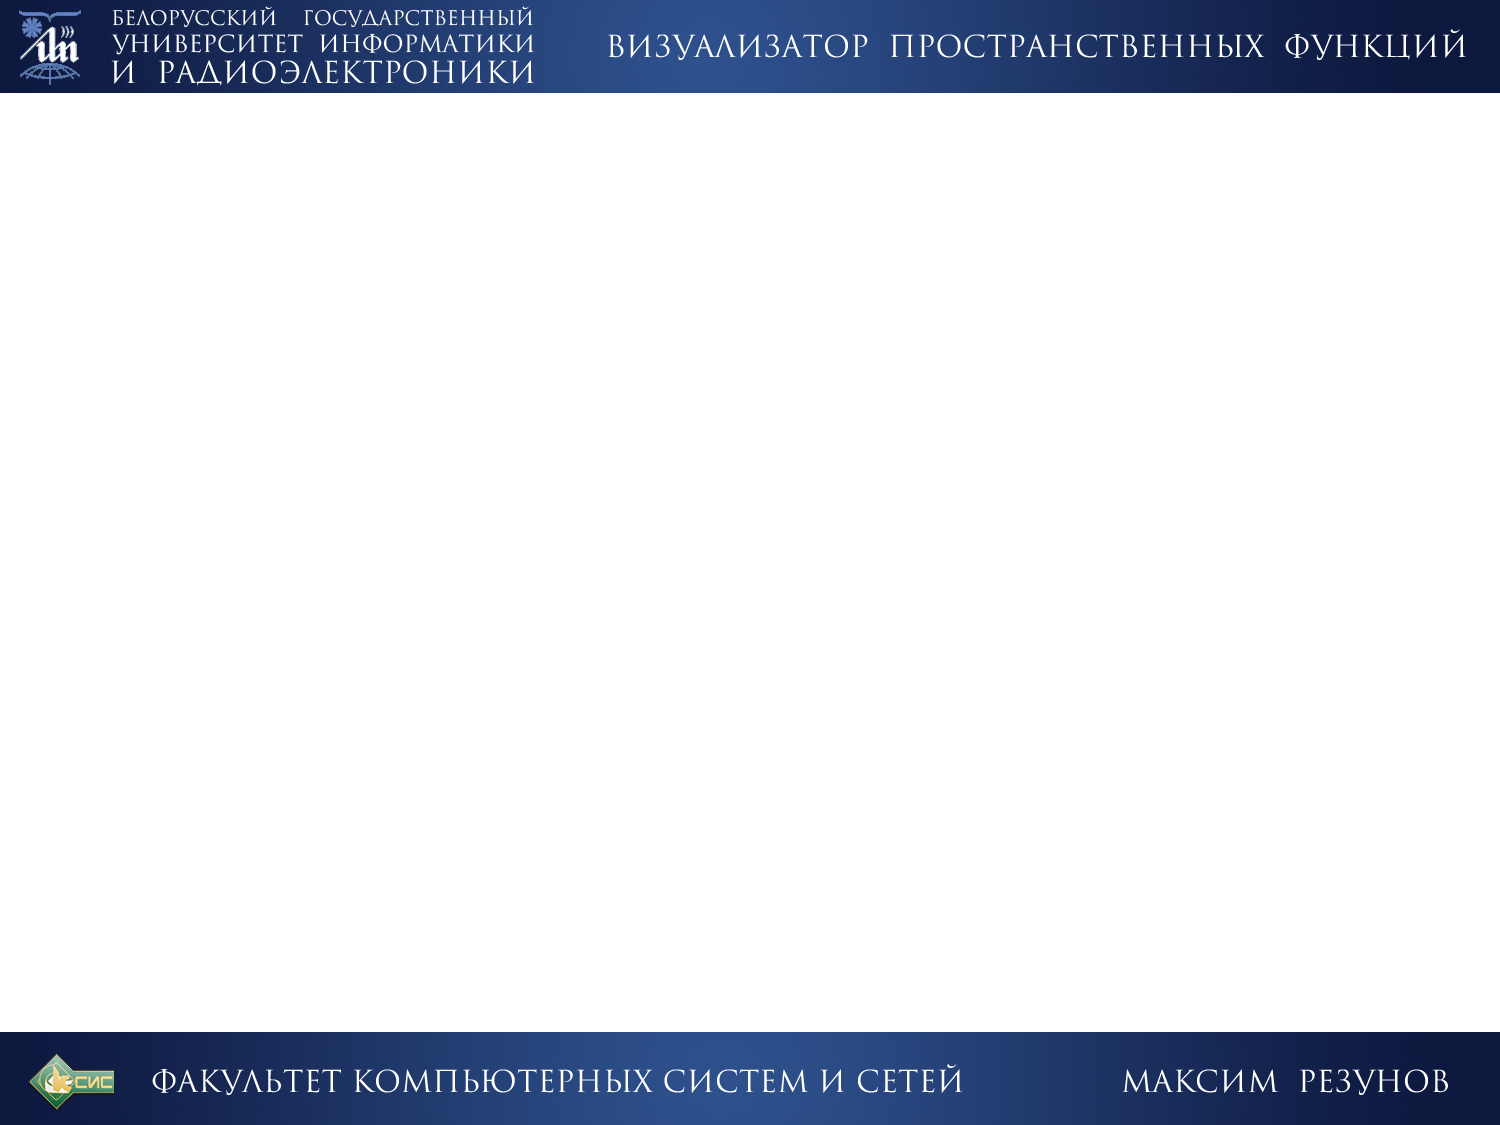 БЕЛОРУССКИЙ ГОСУДАРСТВЕННЫЙ
УНИВЕРСИТЕТ ИНФОРМАТИКИ
И РАДИОЭЛЕКТРОНИКИ
ВИЗУАЛИЗАТОР ПРОСТРАНСТВЕННЫХ ФУНКЦИЙ
КСИС
ФАКУЛЬТЕТ КОМПЬЮТЕРНЫХ СИСТЕМ И СЕТЕЙ
МАКСИМ РЕЗУНОВ